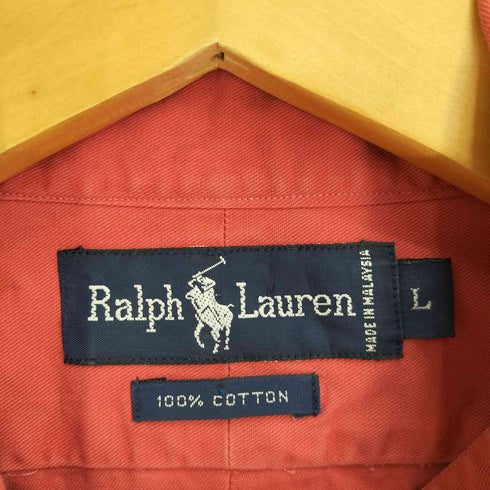 Ralph Lauren
MADE IN MALAYSIA
L
100% COTTON